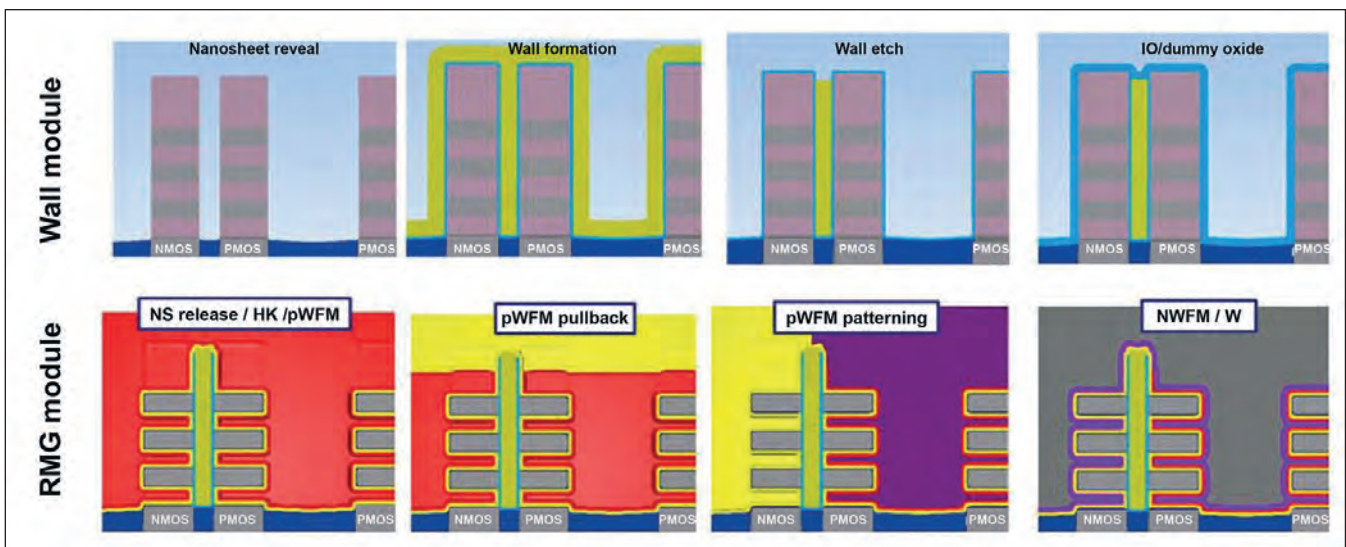 Wall module
Nanosheet reveal
NMOS
PMOS
PMOS
Wall formation
NMOS
PMOS
PMOS
Wall etch
NMOS
PMOS
PMOS
IO/dummy oxide
NMOS
PMOS
PMOS
RMG module
NS release / HK /pWFM
NMOS
PMOS
PMOS
pWFM pullback
NMOS
PMOS
PMOS
pWFM patterning
NMOS
PMOS
PMOS
NWFM / W
NMOS
PMOS
PMOS